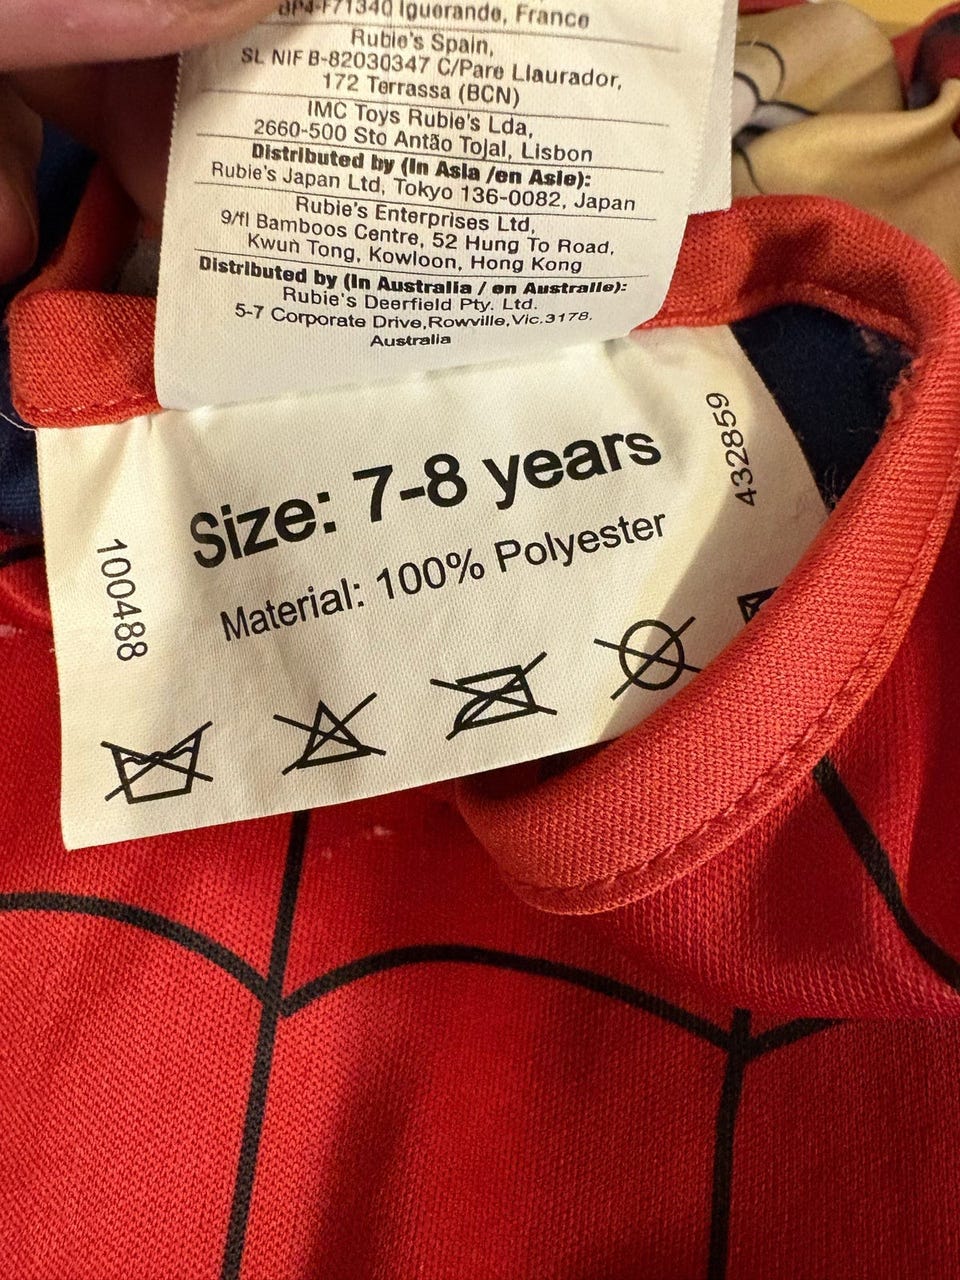 BP4-F71340 Iguerande, France
Rubie's Spain,
SL NIF B-82030347 C/Pare Llaurador,
172 Terrassa (BCN)
IMC Toys Rubie's Lda,
2660-500 Sto Antão Tojal, Lisbon
Distributed by (In Asia /en Asie):
Rubie's Japan Ltd, Tokyo 136-0082, Japan
Rubie's Enterprises Ltd,
9/fl Bamboos Centre, 52 Hung To Road,
Kwun Tong, Kowloon, Hong Kong
Distributed by (In Australia / en Australie):
Rubie's Deerfield Pty. Ltd.
5-7 Corporate Drive,Rowville,Vic.3178.
Australia
Size: 7-8 years
Material: 100% Polyester
100488
432859